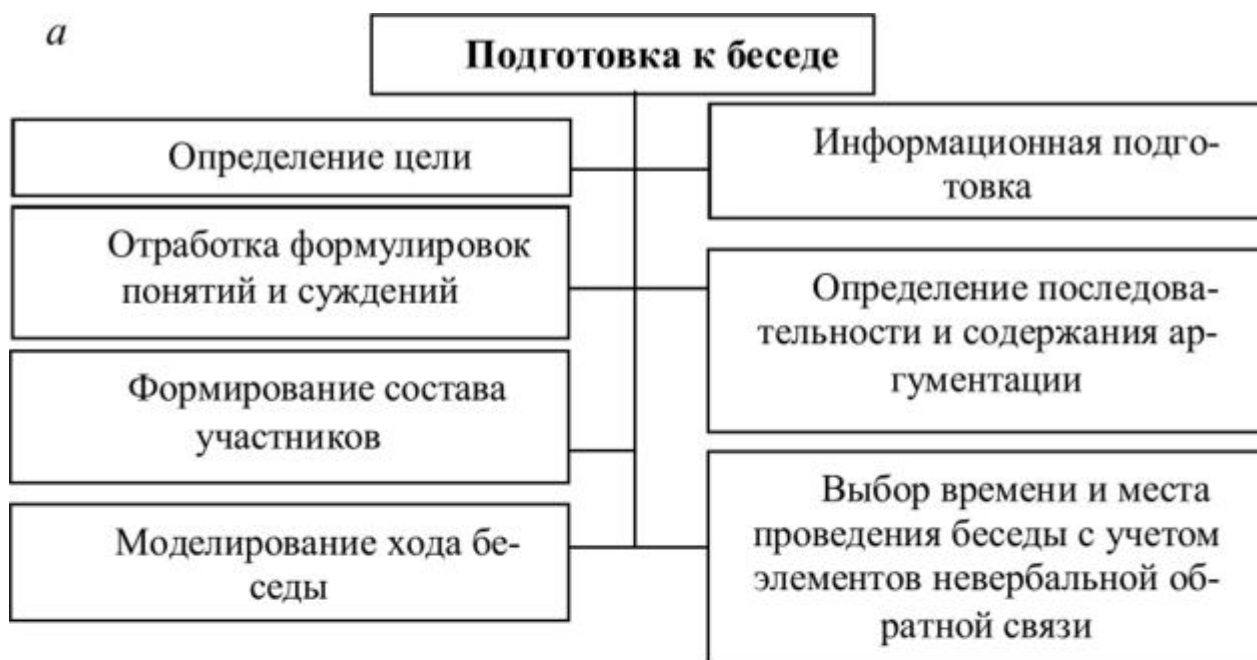 а
Подготовка к беседе
Определение цели
Информационная подго-
товка
Отработка формулировок
понятий и суждений
Определение последова-
тельности и содержания ар-
гументации
Формирование состава
участников
Моделирование хода бе-
седы
Выбор времени и места
проведения беседы с учетом
элементов невербальной об-
ратной связи